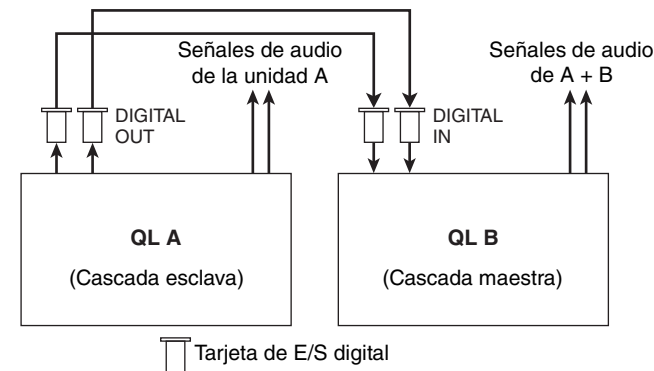 Señales de audio
de la unidad A
Señales de audio
de A + B
DIGITAL
OUT
DIGITAL
IN
QL A
(Cascada esclava)
QL B
(Cascada maestra)
Tarjeta de E/S digital